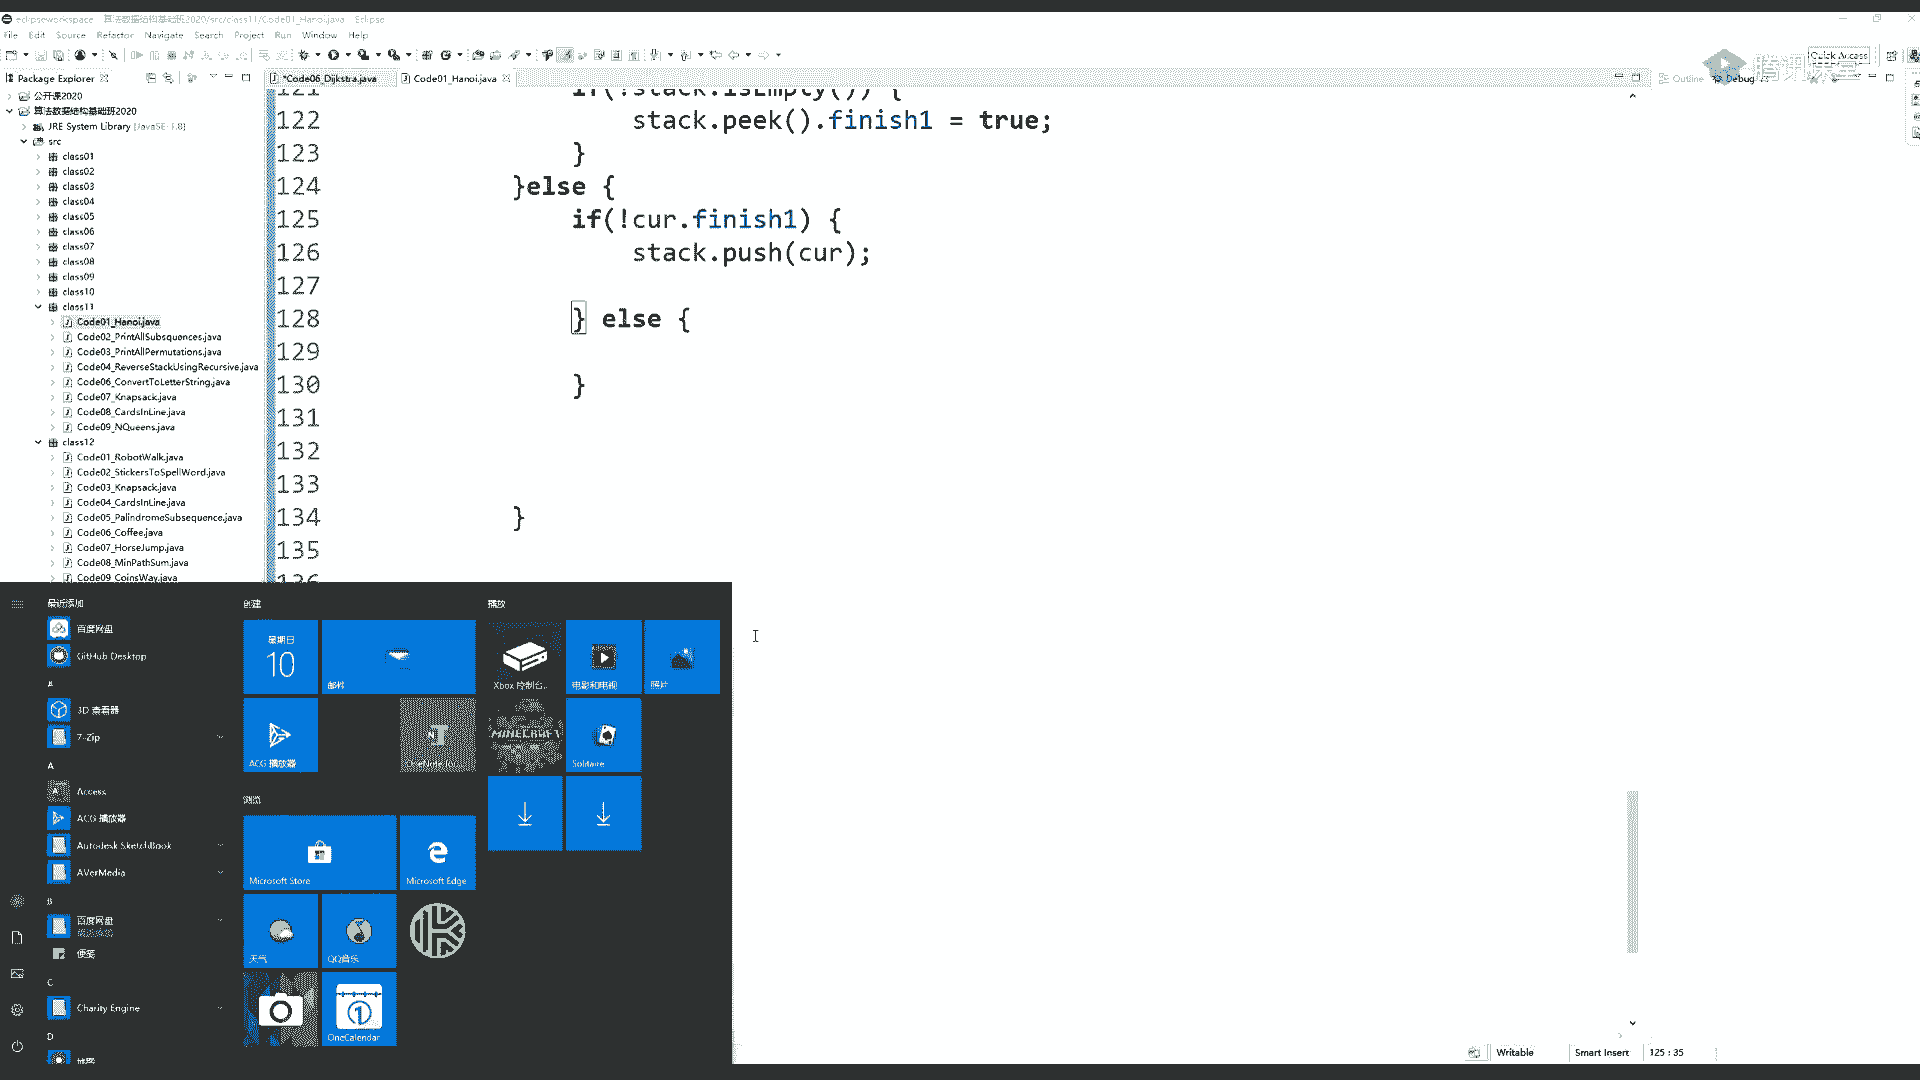 eclipseworkspace - 算法数据结构基础班2020/src/class11/Code01_Hanoi.java - Eclipse
File Edit Source Refactor Navigate Search Project Run Window Help
Quick Access
腾讯课堂
Package Explorer
*Code06_Dijkstra.java
Code01_Hanoi.java
Outline
Debug
公开课2020
算法数据结构基础班2020
JRE System Library [JavaSE-1.8]
src
class01
class02
class03
class04
class05
class06
class07
class08
class09
class10
class11
Code01_Hanoi.java
Code02_PrintAllSubsquences.java
Code03_PrintAllPermutations.java
Code04_ReverseStackUsingRecursive.java
Code06_ConvertToLetterString.java
Code07_Knapsack.java
Code08_CardsInLine.java
Code09_NQueens.java
class12
Code01_RobotWalk.java
Code02_StickersToSpellWord.java
Code03_Knapsack.java
Code04_CardsInLine.java
Code05_PalindromeSubsequence.java
Code06_Coffee.java
Code07_HorseJump.java
Code08_MinPathSum.java
Code09_CoinsWay.java
121 if(!stack.isEmpty()) {
122 stack.peek().finish1 = true;
123 }
124 }else {
125 if(!cur.finish1) {
126 stack.push(cur);
127
128 } else {
129
130 }
131
132
133
134 }
135
136
最近添加
百度网盘
GitHub Desktop
#
3D 查看器
7-Zip
A
Access
ACG 播放器
Autodesk SketchBook
AVerMedia
B
百度网盘
便笺
C
Charity Engine
D
创建
星期日
10
邮件
ACG 播放器
OneNote fo...
浏览
Microsoft Store
Microsoft Edge
天气
QQ音乐
OneCalendar
播放
Xbox 控制台...
电影和电视
照片
MINECRAFT
Solitaire
Writable
Smart Insert
125 : 35